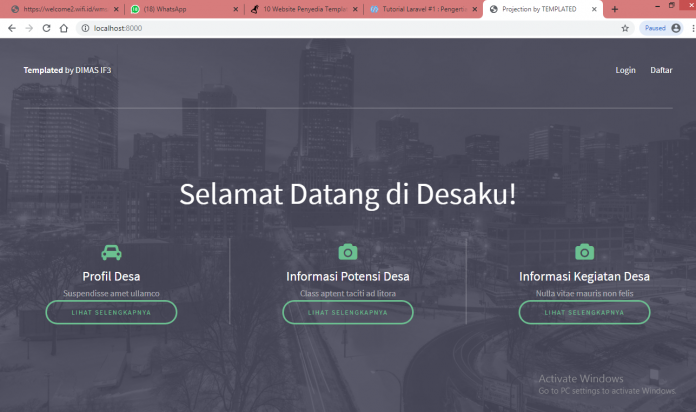 https://welcome2.wifi.id/wms
(18) WhatsApp
10 Website Penyedia Templat
Tutorial Laravel #1 : Pengerti
Projection by TEMPLATED
localhost:8000
Paused
Templated by DIMAS IF3
Login
Daftar
Selamat Datang di Desaku!
Profil Desa
Informasi Potensi Desa
Informasi Kegiatan Desa
Suspendisse amet ullamco
Class aptent taciti ad litora
Nulla vitae mauris non felis
LIHAT SELENGKAPNYA
LIHAT SELENGKAPNYA
LIHAT SELENGKAPNYA
Activate Windows
Go to PC settings to activate Windows.